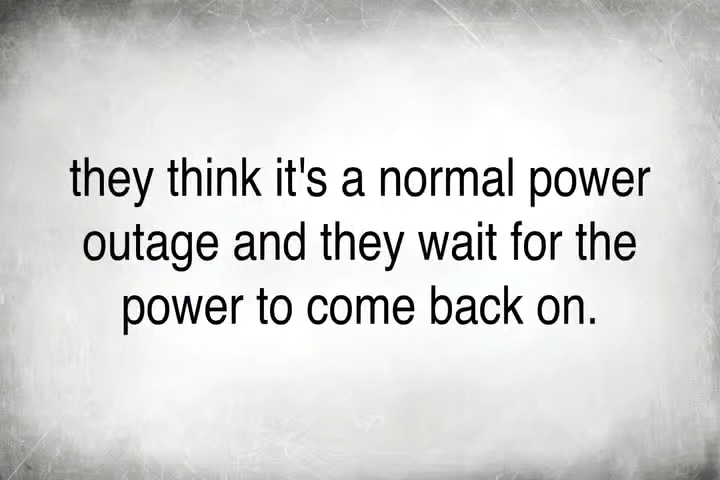 they think it's a normal power
outage and they wait for the
power to come back on.